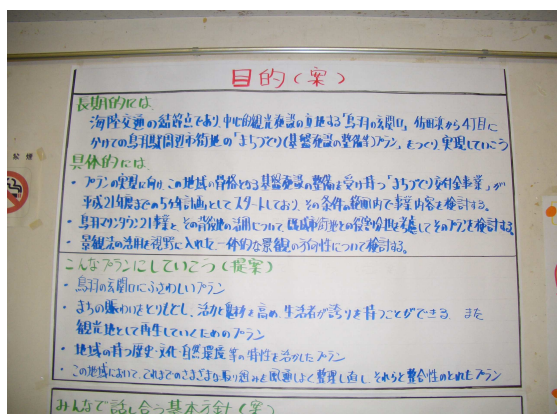 目的(案)
長期的には
海陸交通の結節点であり、中心的観光施設の立地する「鳥羽の玄関口」佐田浜から4丁目に
かけての鳥羽駅周辺市街地の「まちづくり(基盤施設の整備等)プラン」をつくり、実現していこう
具体的には
・プランの実現に向け、この地域の骨格となる基盤施設の整備を受け持つ「まちづくり交付金事業」が
平成21年度までの5ヶ年計画としてスタートしており、その条件の範囲内で事業内容を検討する。
・鳥羽マリンタウン21事業と、その背後地の活用について、既成市街地との役割分担を考慮してそのプランを検討する。
・景観法の活用を視野に入れた、一体的な景観の方向性について検討する。
こんなプランにしていこう(提案)
・鳥羽の玄関口にふさわしいプラン
・まちの賑わいをとりもどし、活力と魅力を高め、生活者が誇りを持つことができる。また
観光地として再生していくためのプラン
・地域の持つ歴史・文化・自然環境等の特性を活かしたプラン
・この地域において、これまでのさまざまな取り組みを風通しよく整理し直し、それらと整合性のとれたプラン
みんなで話し合う基本方針(案)
禁煙